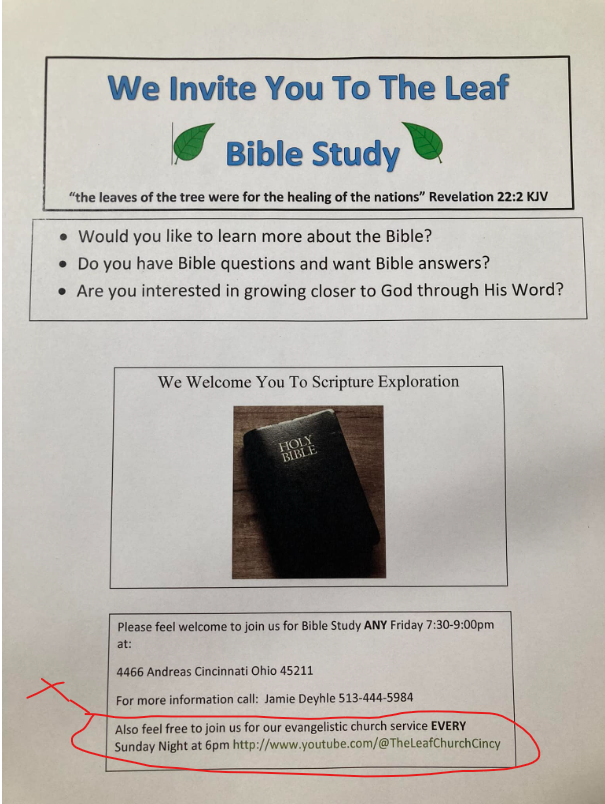 We Invite You To The Leaf
Bible Study
“the leaves of the tree were for the healing of the nations” Revelation 22:2 KJV
• Would you like to learn more about the Bible?
• Do you have Bible questions and want Bible answers?
• Are you interested in growing closer to God through His Word?
We Welcome You To Scripture Exploration
HOLY
BIBLE
Please feel welcome to join us for Bible Study ANY Friday 7:30-9:00pm
at:
4466 Andreas Cincinnati Ohio 45211
For more information call: Jamie Deyhle 513-444-5984
Also feel free to join us for our evangelistic church service EVERY
Sunday Night at 6pm http://www.youtube.com/@TheLeafChurchCincy